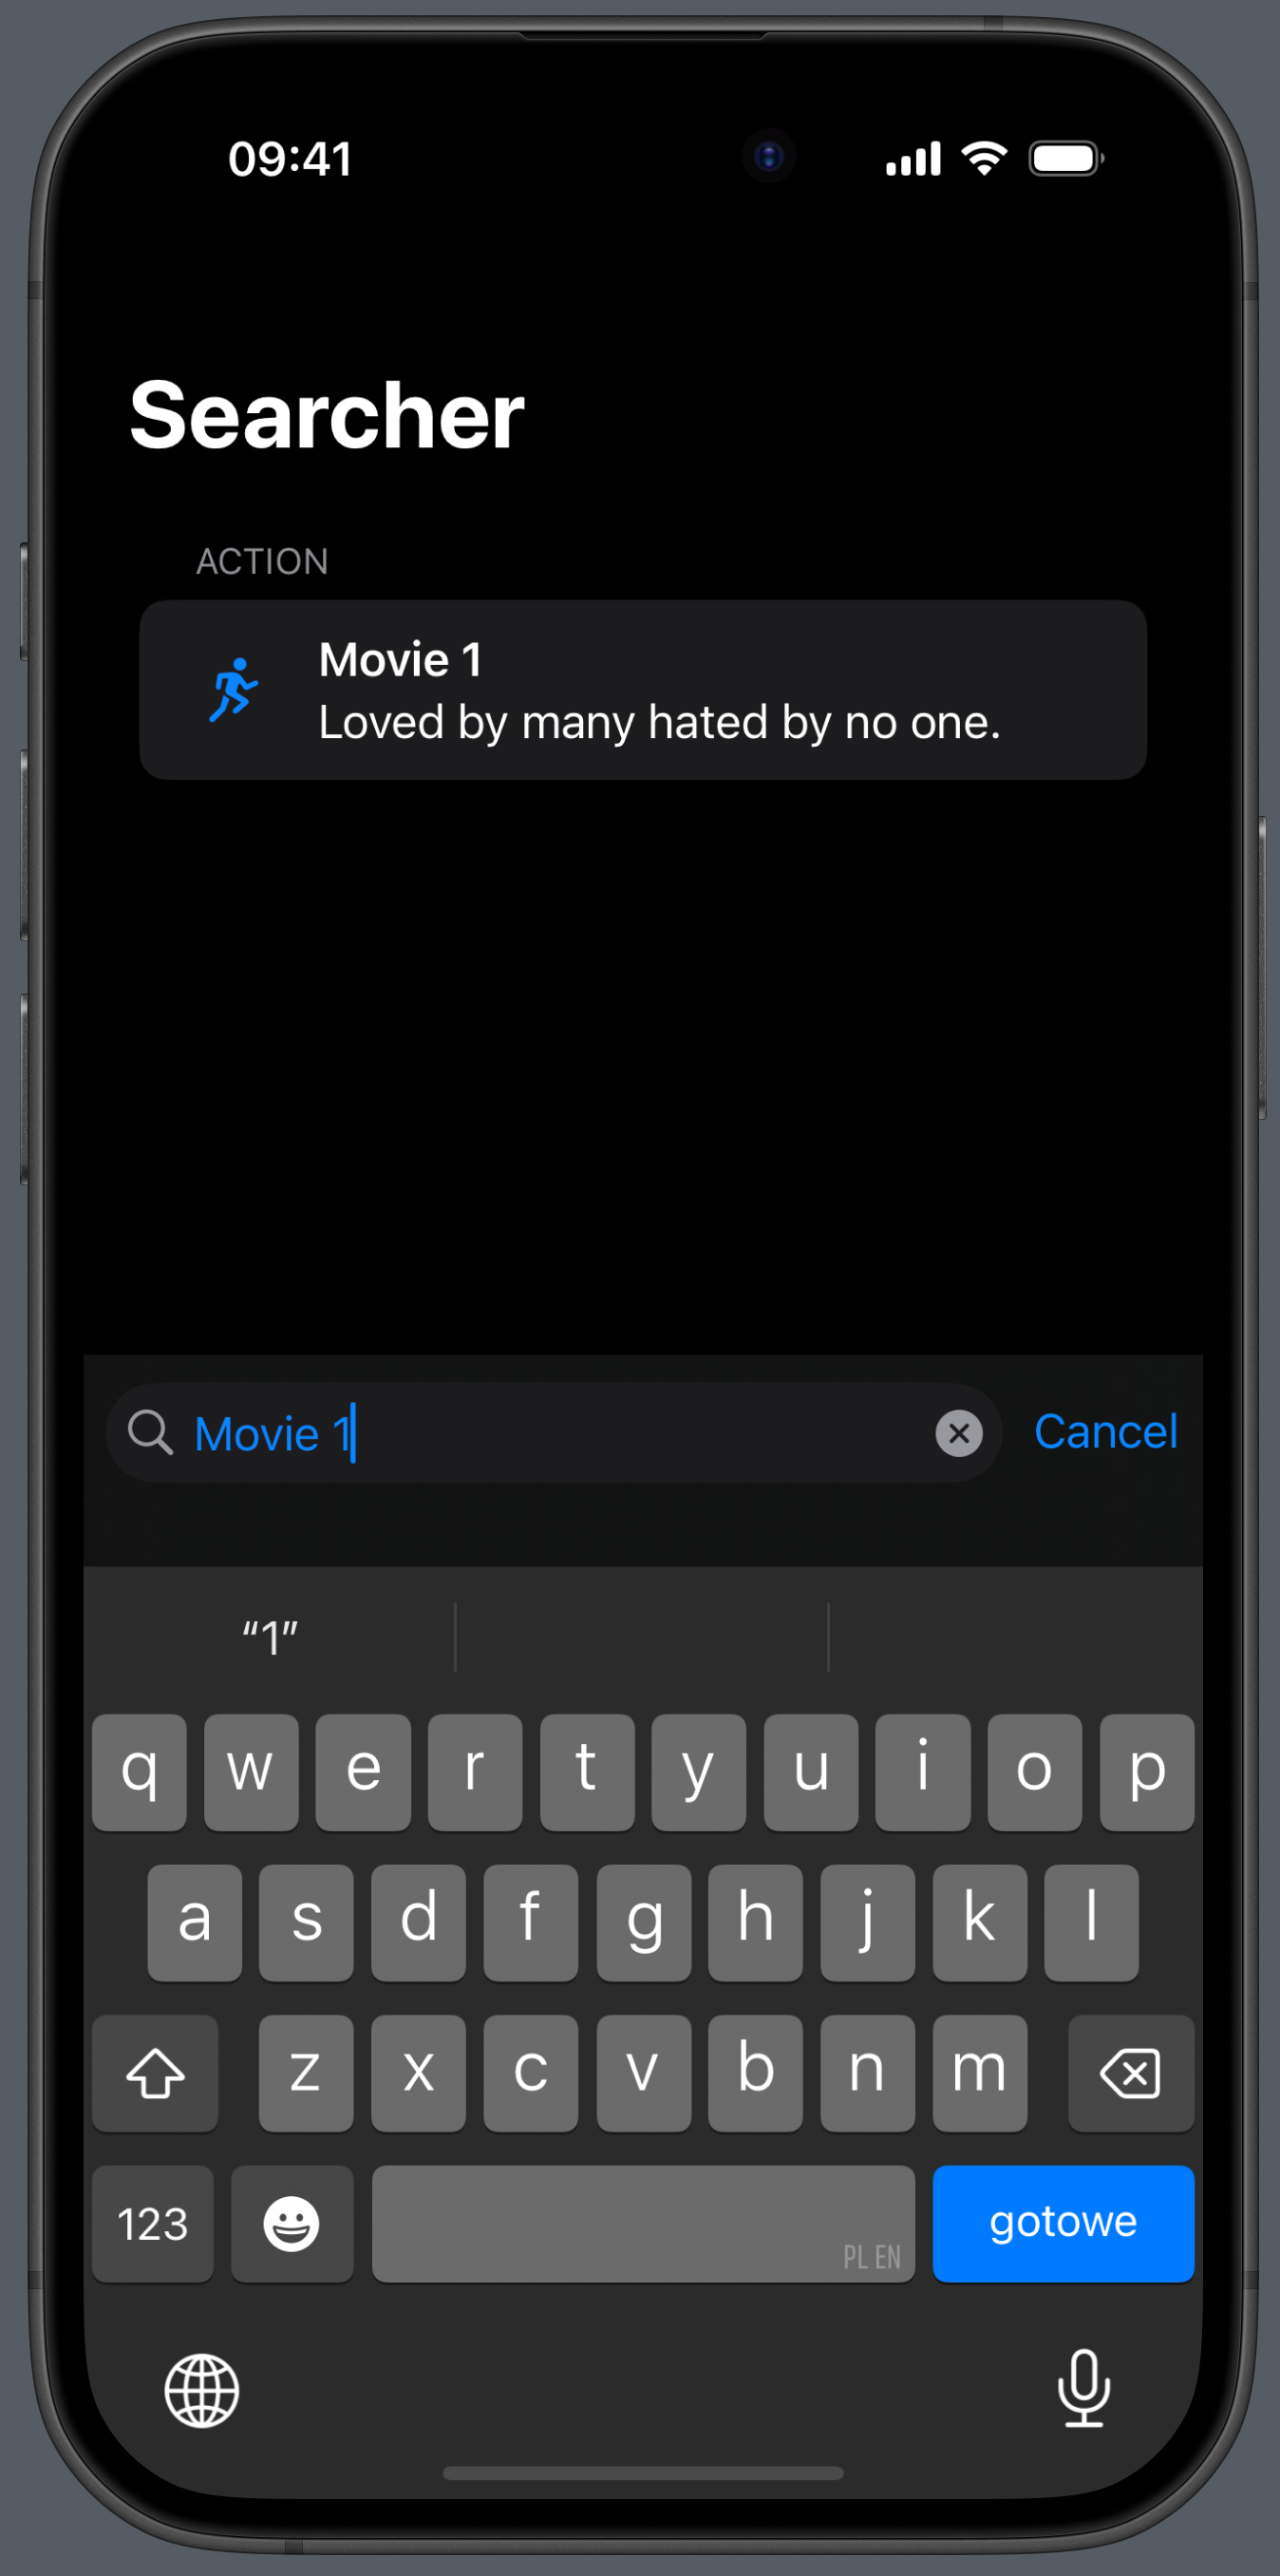 09:41
Searcher
ACTION
Movie 1
Loved by many hated by no one.
Movie 1
Cancel
“1”
q w e r t y u i o p
a s d f g h j k l
z x c v b n m
123
PL EN
gotowe